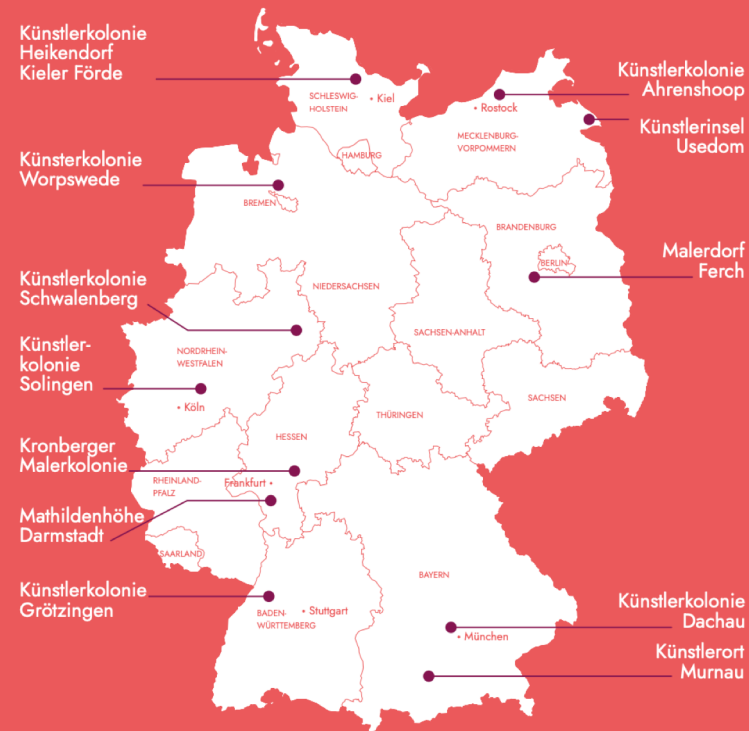 Künstlerkolonie
Heikendorf
Kieler Förde
Künsterkolonie
Worpswede
Künstlerkolonie
Schwalenberg
Künstler-
kolonie
Solingen
Kronberger
Malerkolonie
Mathildenhöhe
Darmstadt
Künstlerkolonie
Grötzingen
Künstlerkolonie
Ahrenshoop
Künstlerinsel
Usedom
Malerdorf
Ferch
Künstlerkolonie
Dachau
Künstlerort
Murnau
SCHLESWIG-
HOLSTEIN
Kiel
Rostock
MECKLENBURG-
VORPOMMERN
HAMBURG
BREMEN
BRANDENBURG
BERLIN
NIEDERSACHSEN
SACHSEN-ANHALT
NORDRHEIN-
WESTFALEN
Köln
SACHSEN
THÜRINGEN
HESSEN
RHEINLAND-
PFALZ
Frankfurt
SAARLAND
BAYERN
BADEN-
WÜRTTEMBERG
Stuttgart
München